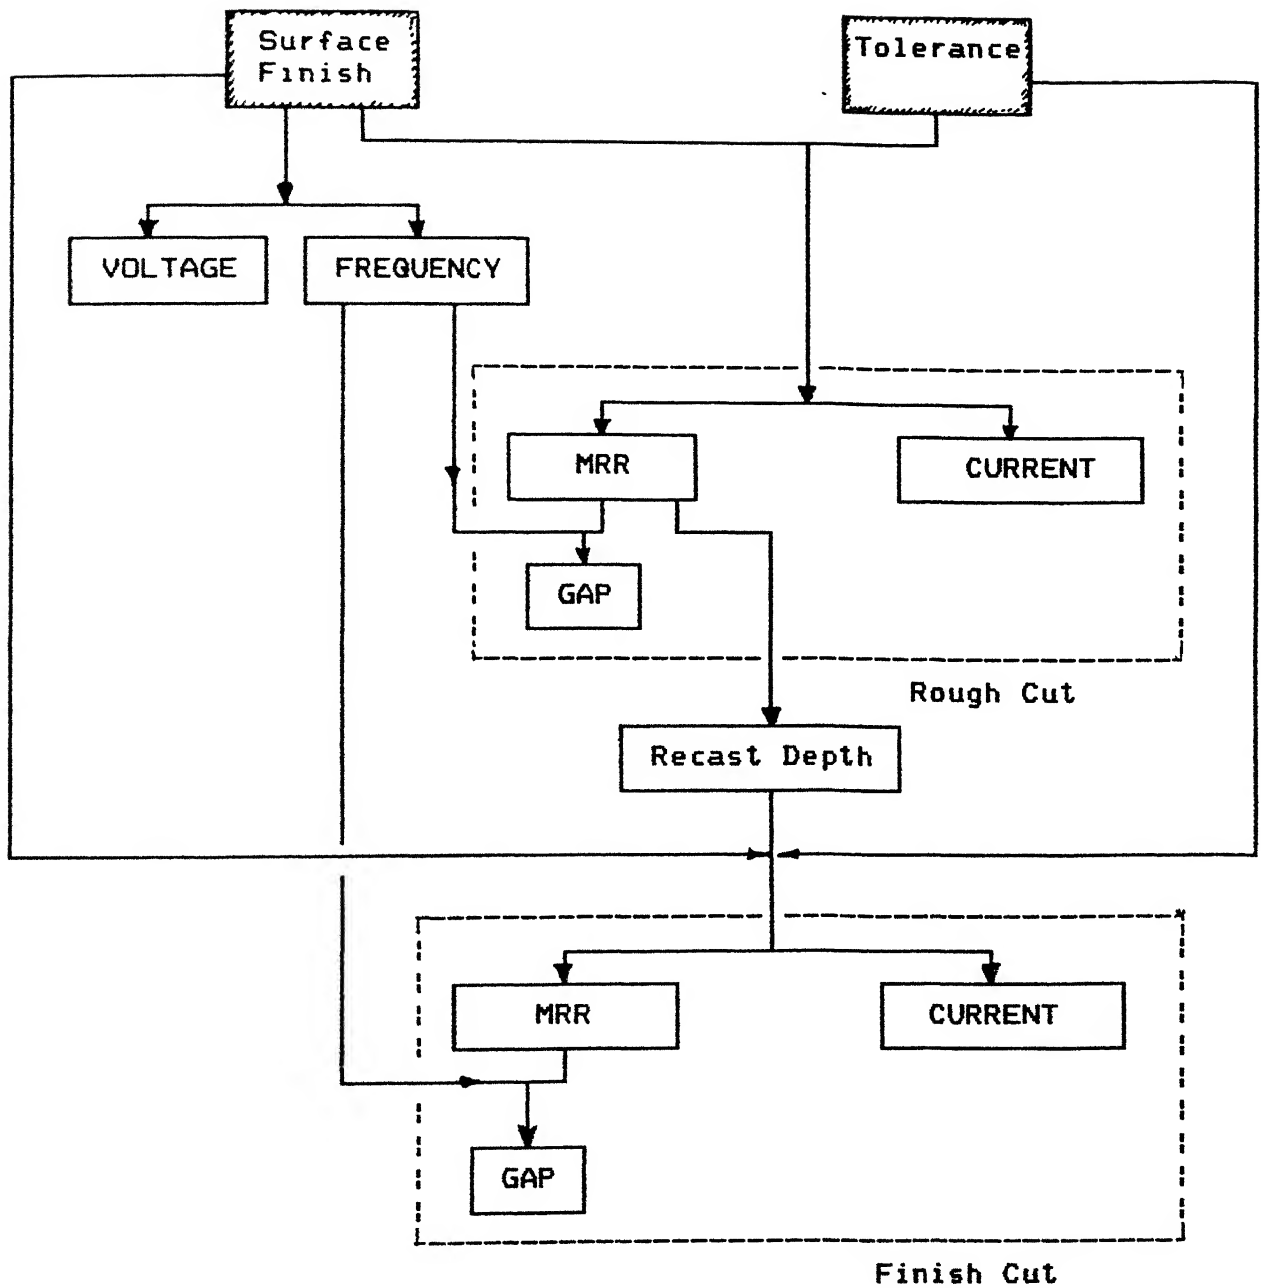 Surface
Finish
Tolerance
VOLTAGE
FREQUENCY
MRR
CURRENT
GAP
Rough Cut
Recast Depth
MRR
CURRENT
GAP
Finish Cut